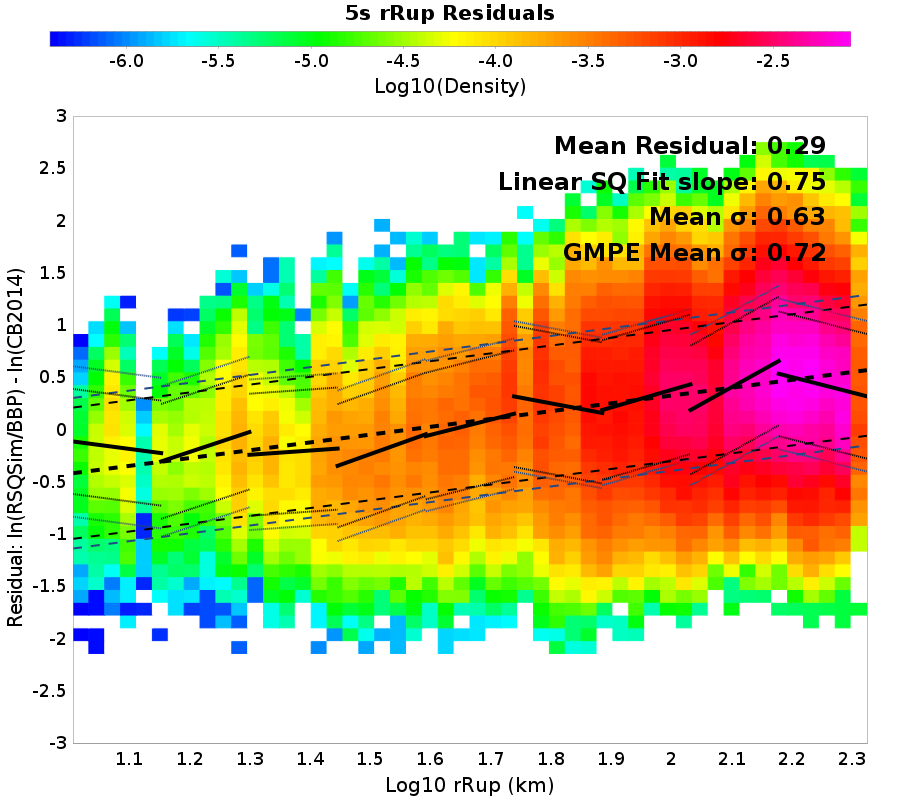 5s rRup Residuals
-6.0 -5.5 -5.0 -4.5 -4.0 -3.5 -3.0 -2.5
Log10(Density)
Mean Residual: 0.29
Linear SQ Fit slope: 0.75
Mean σ: 0.63
GMPE Mean σ: 0.72
Residual: ln(RSQSim/BBP) - ln(CB2014)
3
2.5
2
1.5
1
0.5
0
-0.5
-1
-1.5
-2
-2.5
-3
1.1 1.2 1.3 1.4 1.5 1.6 1.7 1.8 1.9 2 2.1 2.2 2.3
Log10 rRup (km)